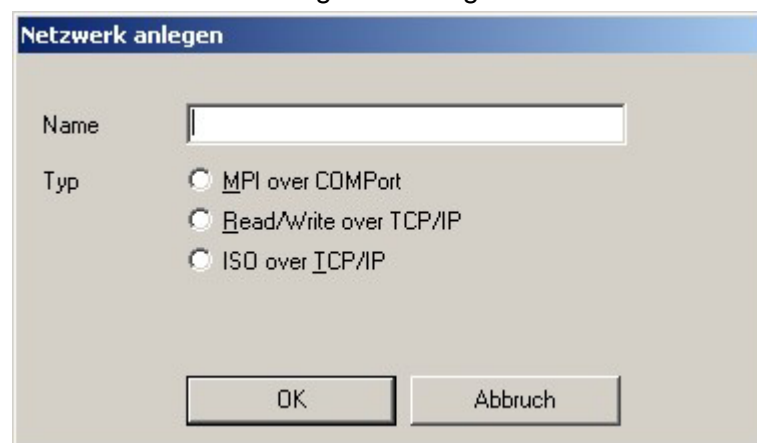 Netzwerk anlegen
Name
Typ
MPI over COMPort
Read/Write over TCP/IP
ISO over TCP/IP
OK
Abbruch